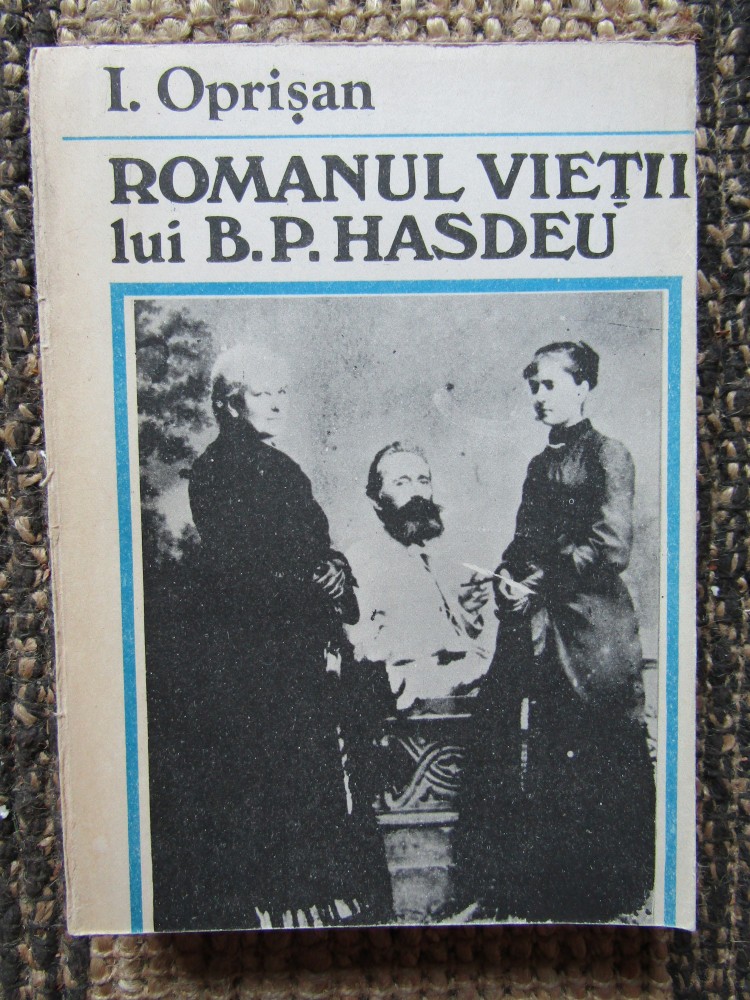 I. Oprișan
ROMANUL VIEȚII
lui B.P. HASDEU